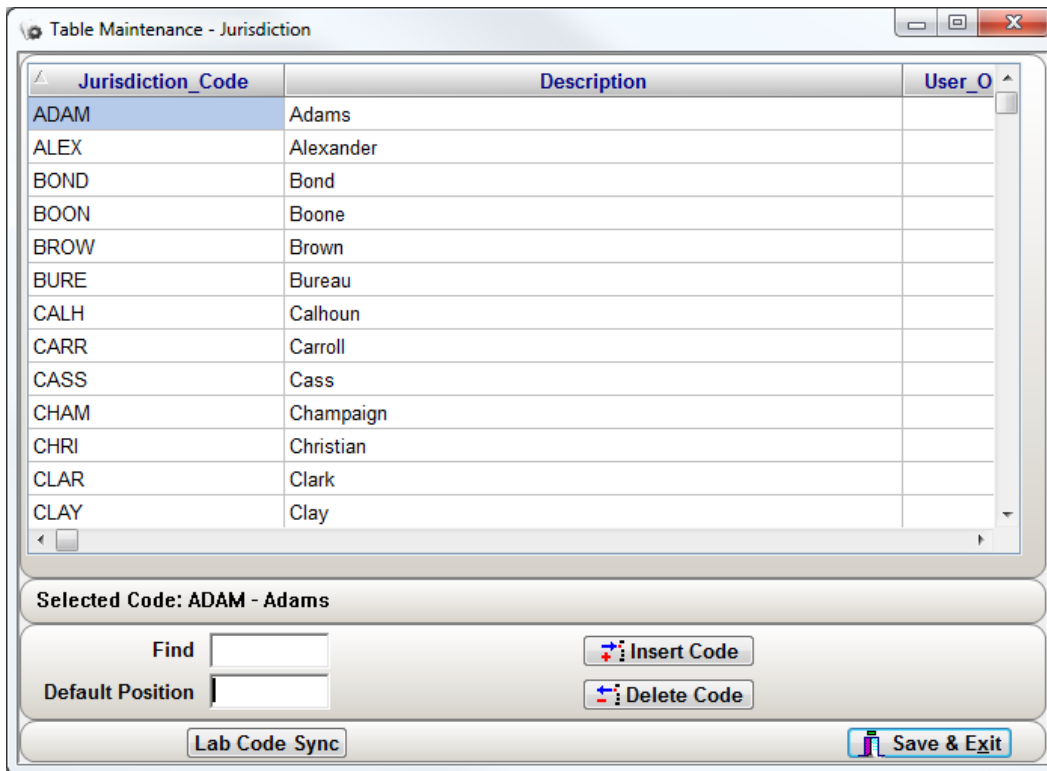 Table Maintenance - Jurisdiction
Jurisdiction_Code Description User_O
ADAM Adams
ALEX Alexander
BOND Bond
BOON Boone
BROW Brown
BURE Bureau
CALH Calhoun
CARR Carroll
CASS Cass
CHAM Champaign
CHRI Christian
CLAR Clark
CLAY Clay
Selected Code: ADAM - Adams
Find Insert Code
Default Position Delete Code
Lab Code Sync Save & Exit